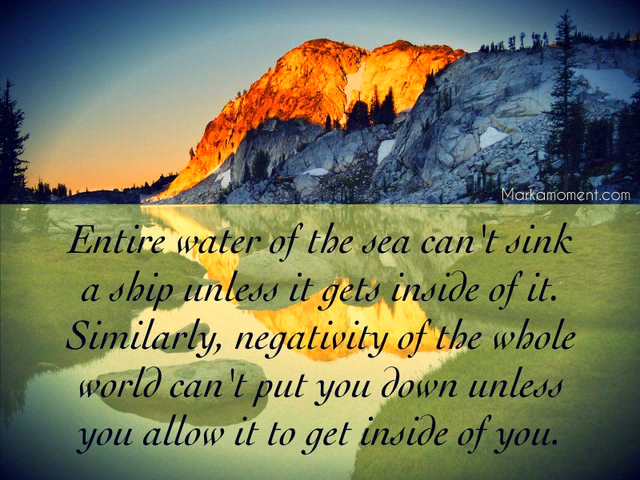 Markamoment.com
Entire water of the sea can't sink
a ship unless it gets inside of it.
Similarly, negativity of the whole
world can't put you down unless
you allow it to get inside of you.